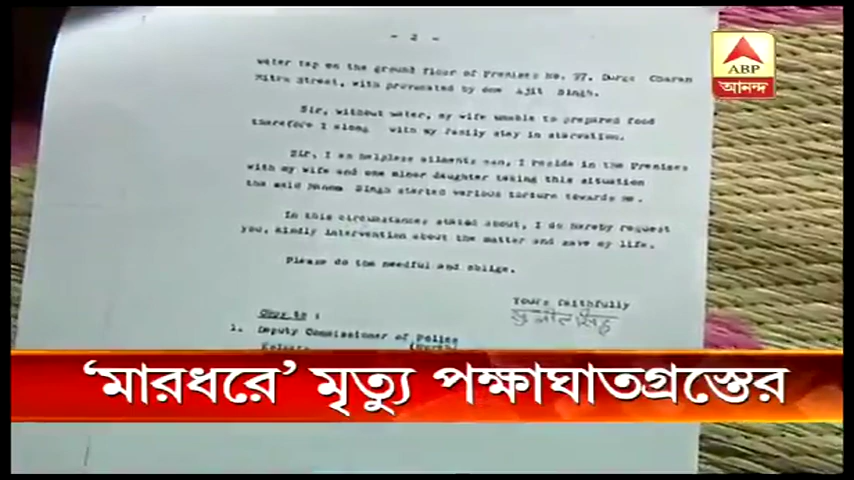 - 2 -
ABP
আনন্দ
water tap on the ground floor of Premises No. 97, Durga Charan
Mitra Street, with provocated by one Ajit Singh.
Sir, without water, my wife unable to prepared food
therefore I along with my family stay in starvation.
Sir, I am helpless ailments man, I reside in the Premises
with my wife and one minor daughter taking this situation
the said Singh started various torture towards me.
In this circumstances stated about, I do hereby request
you, kindly intervention about the matter and save my life.
Please do the needful and oblige.
Yours faithfully
Copy to :
1. Deputy Commissioner of Police
(North)
‘মারধরে’ মৃত্যু পক্ষাঘাতগ্রস্তের